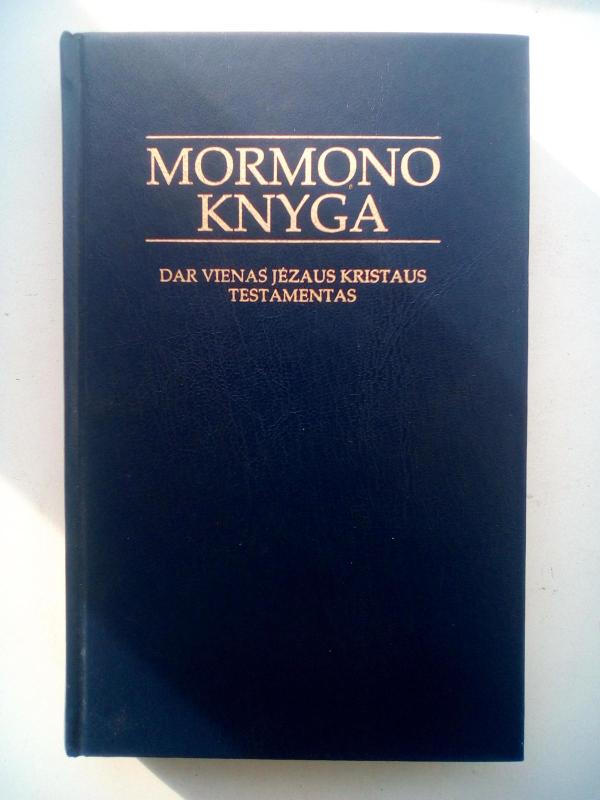 MORMONO
KNYGA
DAR VIENAS JĖZAUS KRISTAUS
TESTAMENTAS